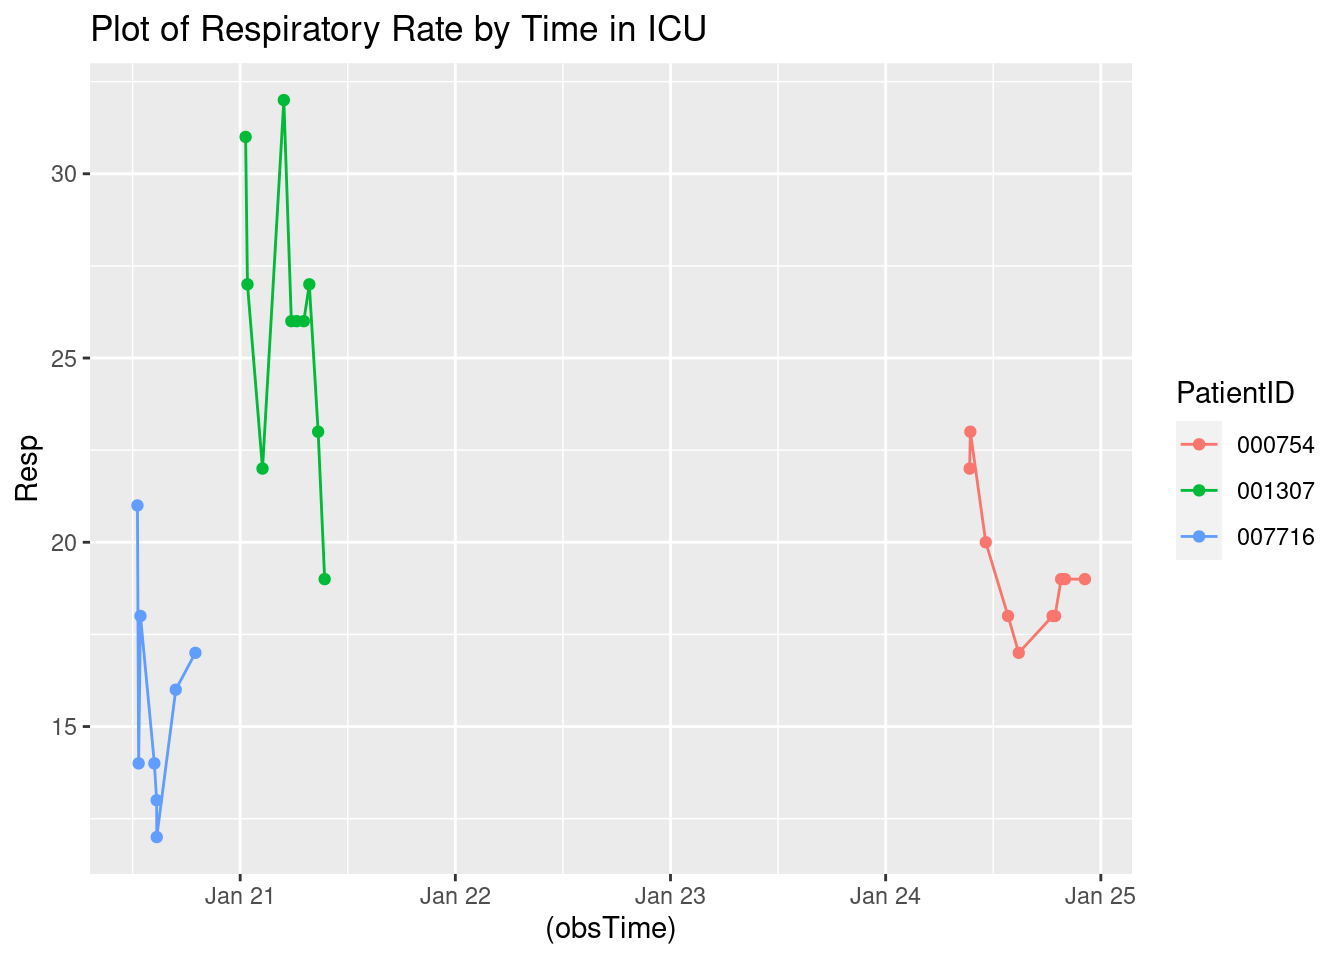 Plot of Respiratory Rate by Time in ICU
30
25
20
15
Resp
Jan 21 Jan 22 Jan 23 Jan 24 Jan 25
(obsTime)
PatientID
000754
001307
007716